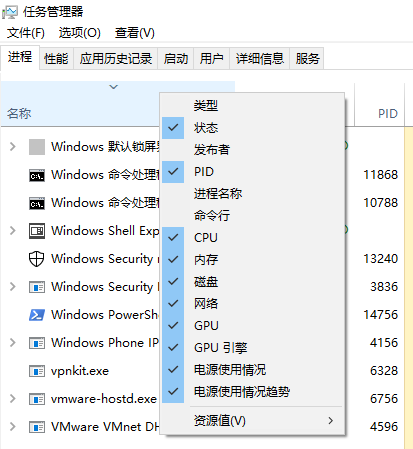 任务管理器
文件(F) 选项(O) 查看(V)
进程 性能 应用历史记录 启动 用户 详细信息 服务
名称 PID
Windows 默认锁屏界
Windows 命令处理程 11868
Windows 命令处理程 10788
Windows Shell Exp
Windows Security n 13240
Windows Security 3836
Windows PowerShe 14756
Windows Phone IP 4156
vpnkit.exe 6328
vmware-hostd.exe 6756
VMware VMnet DH 4596
类型
状态
发布者
PID
进程名称
命令行
CPU
内存
磁盘
网络
GPU
GPU 引擎
电源使用情况
电源使用情况趋势
资源值(V)